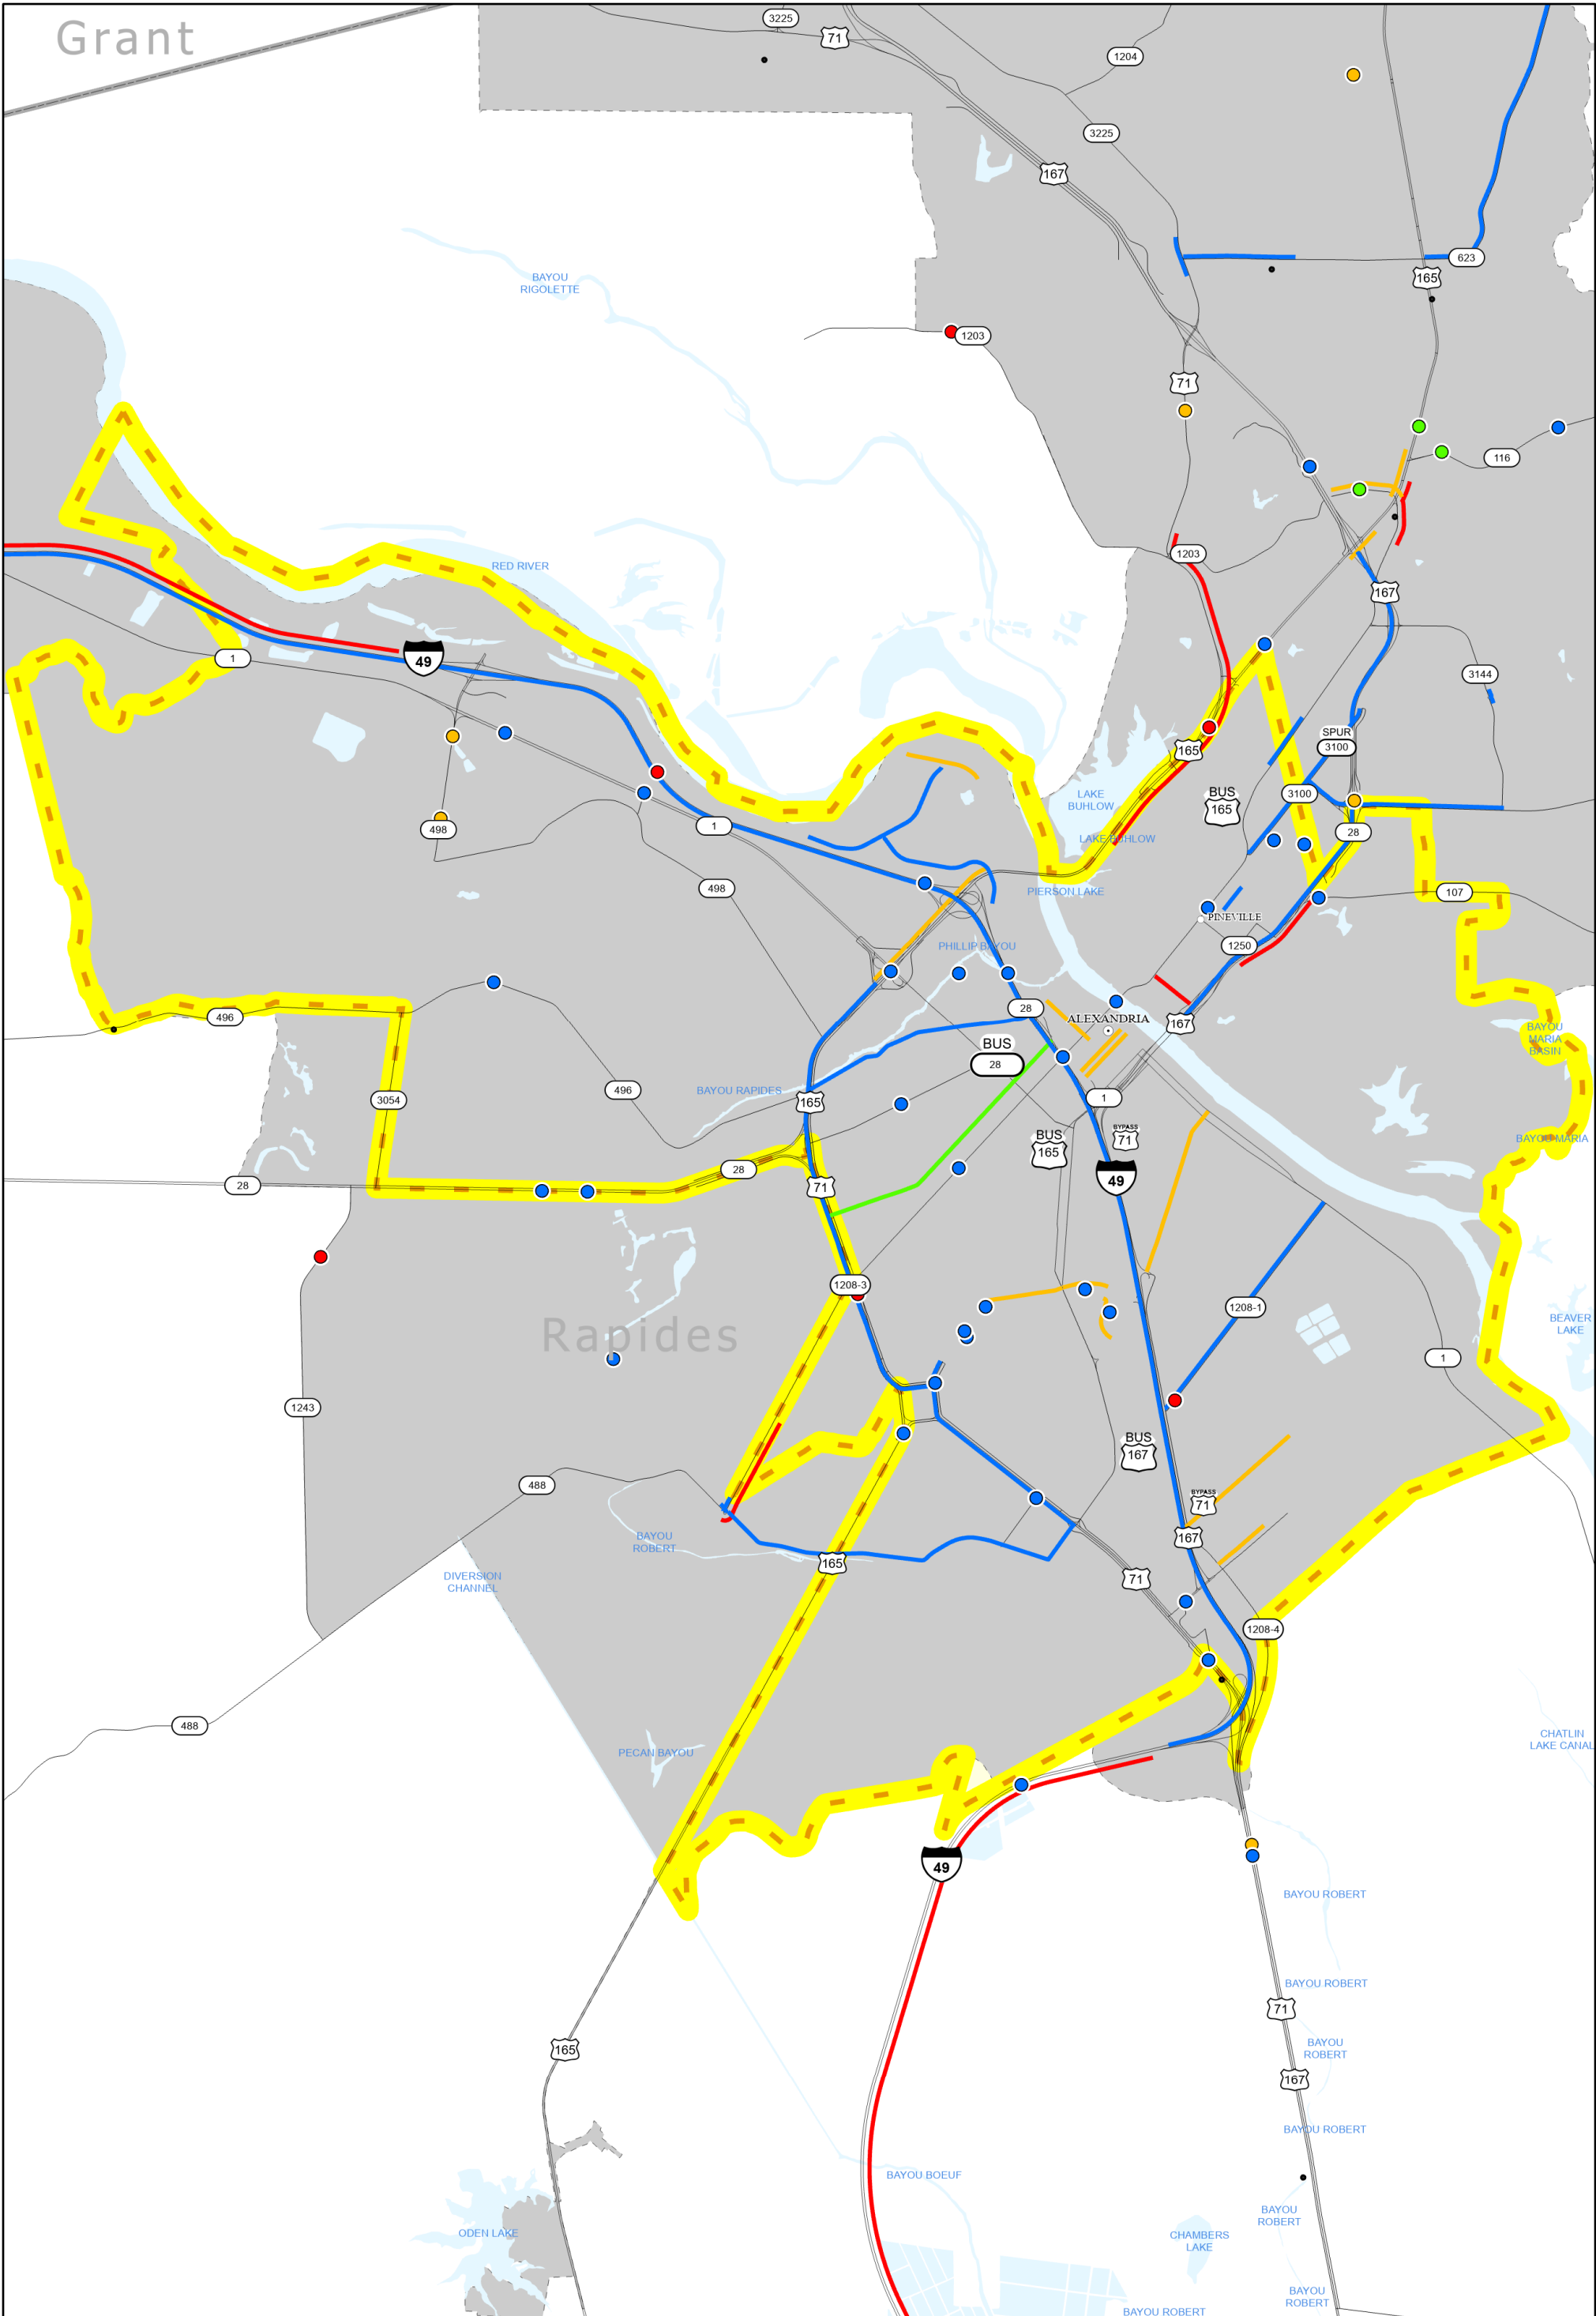 Grant
3225
71
1204
3225
167
BAYOU
RIGOLETTE
623
165
1203
71
116
1203
RED RIVER
167
49
1
3144
SPUR
3100
165
LAKE
BUHLOW
BUS
165
3100
498
1
LAKE BUHLOW
28
498
PIERSON LAKE
107
PINEVILLE
PHILLIP BAYOU
1250
496
28
ALEXANDRIA
167
BAYOU
MARIA
BASIN
BUS
28
496
BAYOU RAPIDES
3054
165
1
BUS
165
BYPASS
71
BAYOU MARIA
28
28
71
49
1208-3
1208-1
Rapides
BEAVER
LAKE
1
1243
BUS
167
488
BYPASS
71
BAYOU
ROBERT
165
167
DIVERSION
CHANNEL
71
1208-4
488
PECAN BAYOU
CHATLIN
LAKE CANAL
49
BAYOU ROBERT
BAYOU ROBERT
71
165
BAYOU
ROBERT
167
BAYOU ROBERT
BAYOU BOEUF
BAYOU
ROBERT
ODEN LAKE
CHAMBERS
LAKE
BAYOU
ROBERT
BAYOU ROBERT